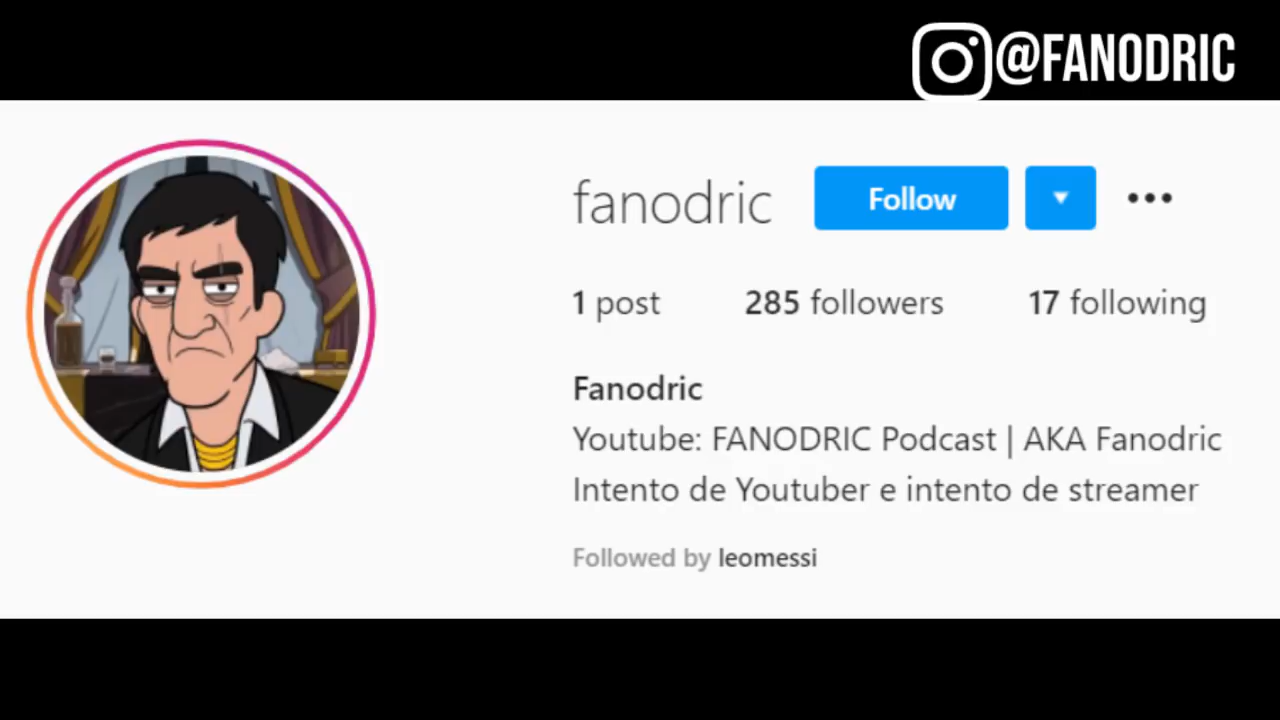 @FANODRIC
fanodric Follow
1 post 285 followers 17 following
Fanodric
Youtube: FANODRIC Podcast | AKA Fanodric
Intento de Youtuber e intento de streamer
Followed by leomessi